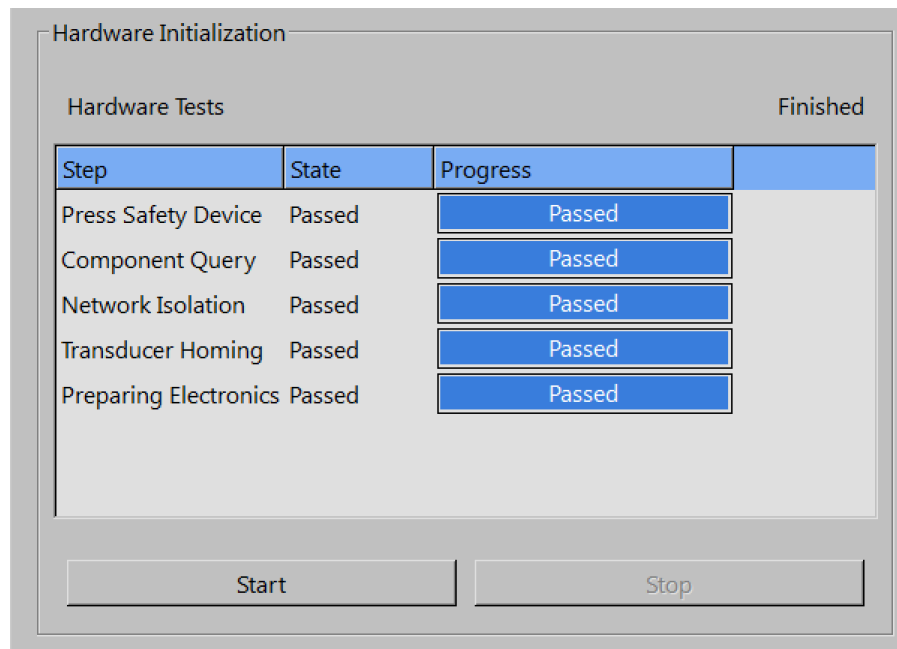 Hardware Initialization
Hardware Tests Finished
Step State Progress
Press Safety Device Passed Passed
Component Query Passed Passed
Network Isolation Passed Passed
Transducer Homing Passed Passed
Preparing Electronics Passed Passed
Start Stop